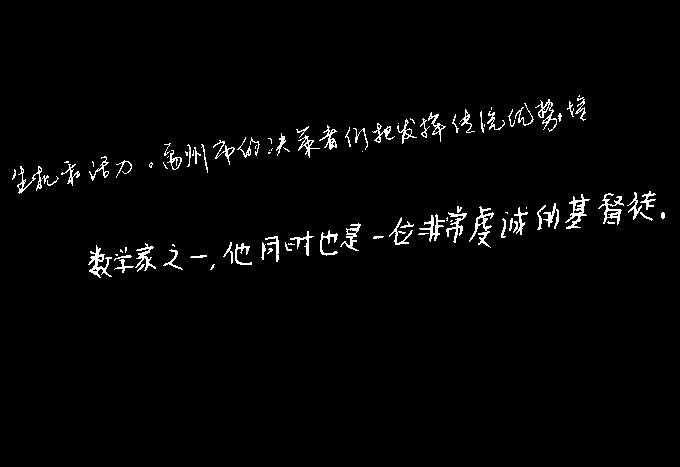 生机和活力。禹州市的决策者们把发挥传统优势培
数学家之一,他同时也是一位非常虔诚的基督徒.